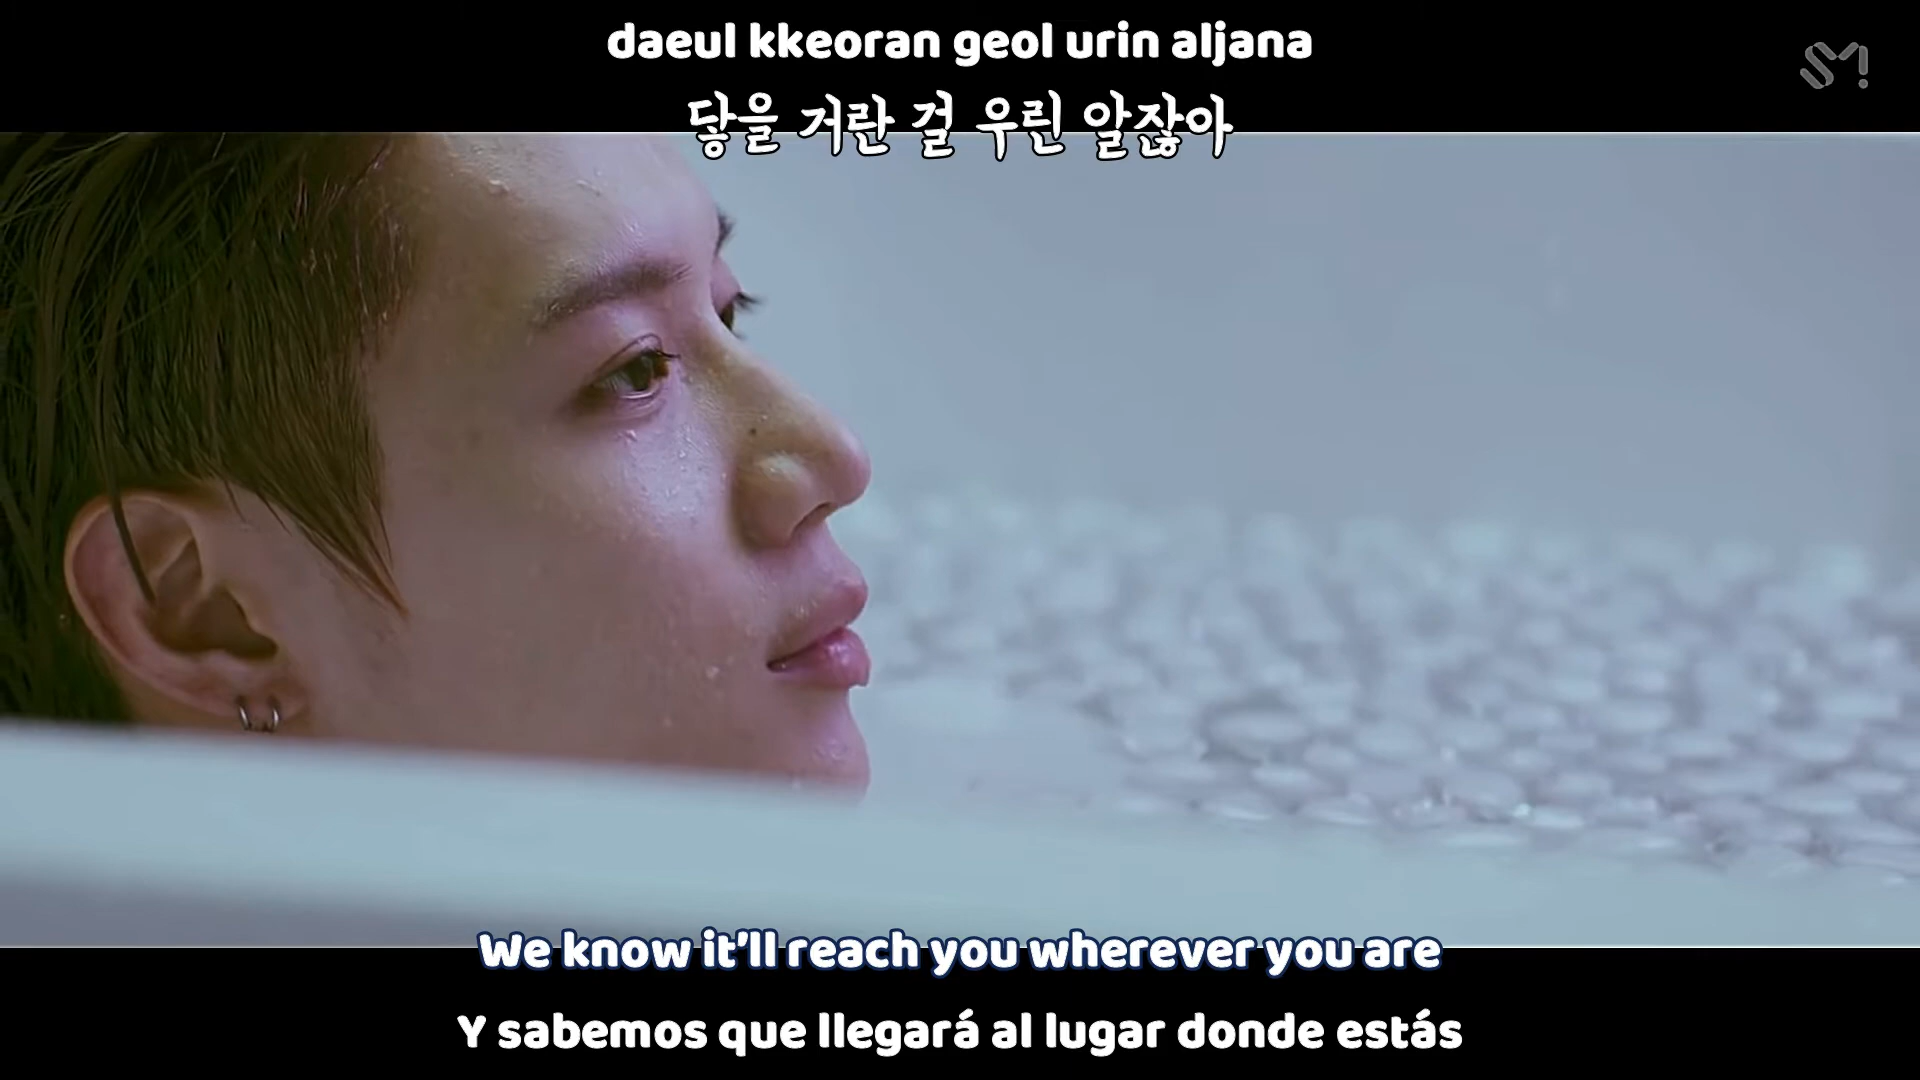 daeul kkeoran geol urin aljana
SM
닿을 거란 걸 우린 알잖아
We know it'll reach you wherever you are
Y sabemos que llegará al lugar donde estás